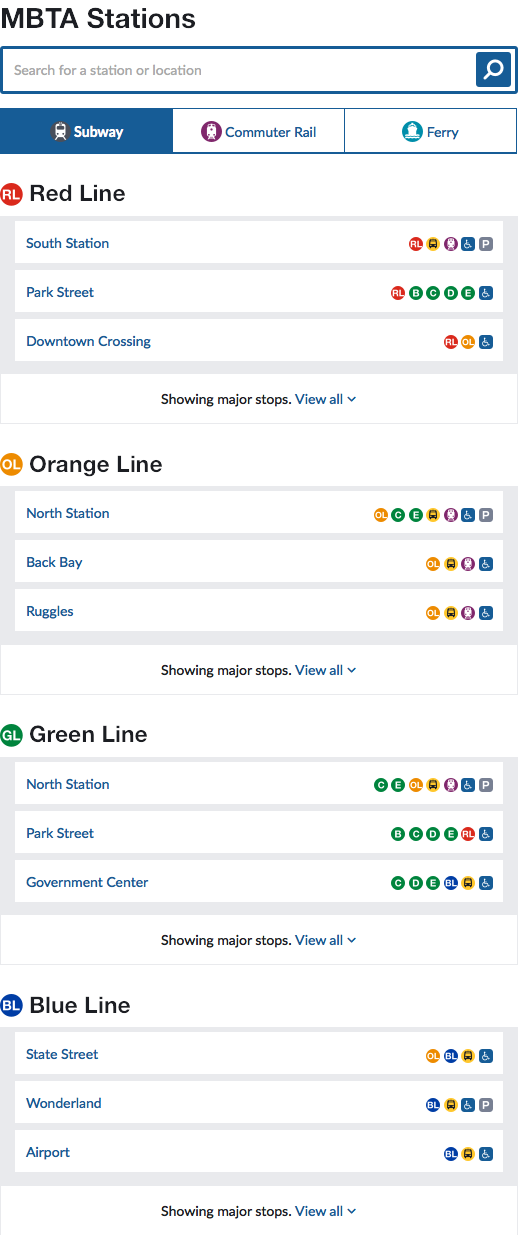 MBTA Stations
Search for a station or location
Subway Commuter Rail Ferry
RL Red Line
South Station RL P
Park Street RL B C D E
Downtown Crossing RL OL
Showing major stops. View all
OL Orange Line
North Station OL C E P
Back Bay OL
Ruggles OL
Showing major stops. View all
GL Green Line
North Station C E OL P
Park Street B C D E RL
Government Center C D E BL
Showing major stops. View all
BL Blue Line
State Street OL BL
Wonderland BL P
Airport BL
Showing major stops. View all